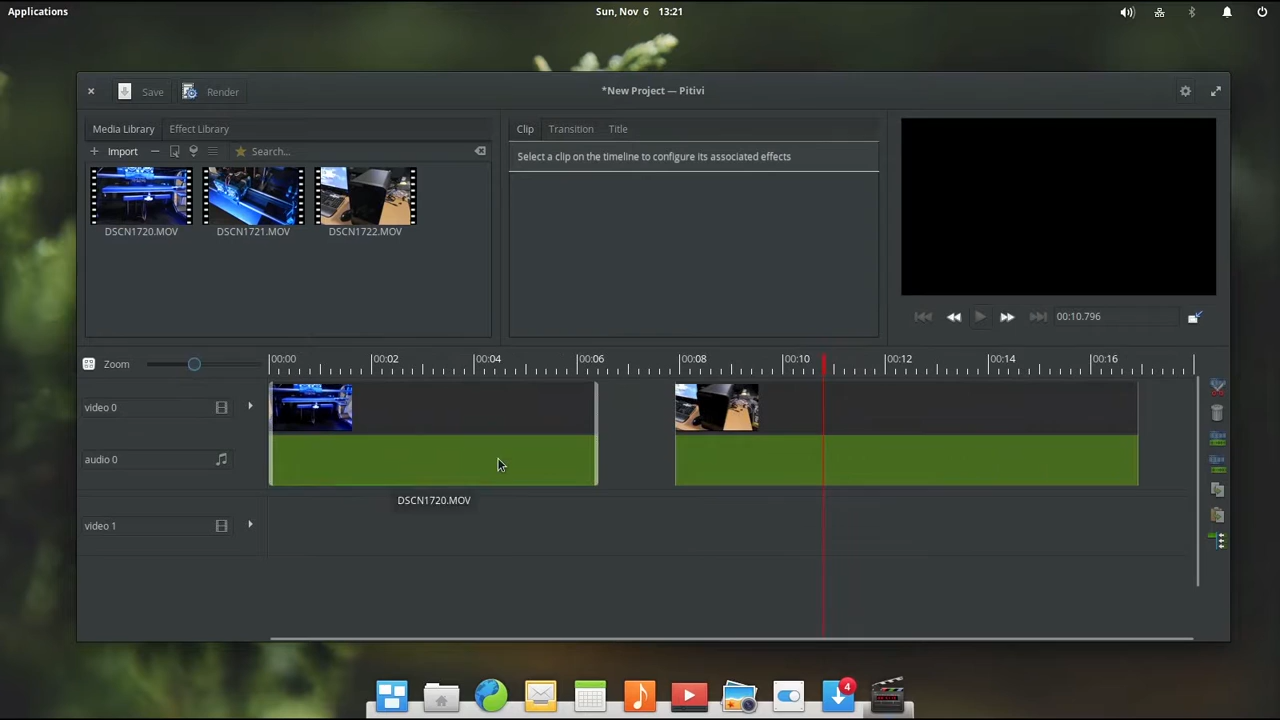 Applications
Sun, Nov 6 13:21
*New Project — Pitivi
Save Render
Media Library Effect Library
Import Search...
DSCN1720.MOV DSCN1721.MOV DSCN1722.MOV
Clip Transition Title
Select a clip on the timeline to configure its associated effects
00:10.796
Zoom
00:00 00:02 00:04 00:06 00:08 00:10 00:12 00:14 00:16
video 0
audio 0
DSCN1720.MOV
video 1
4